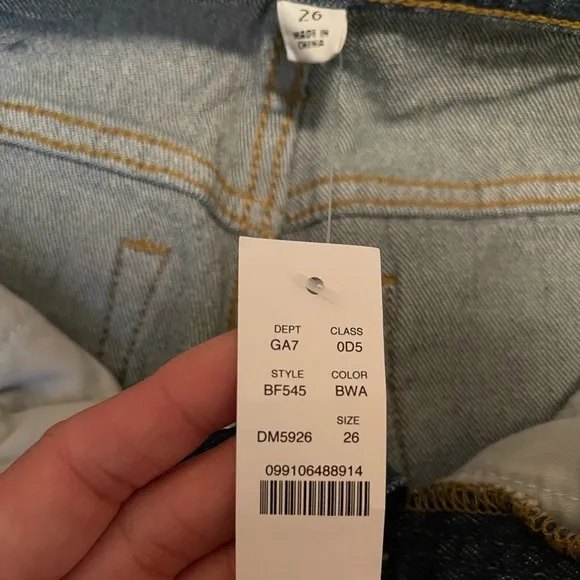 26
MADE IN
CHINA
DEPT CLASS
GA7 0D5
STYLE COLOR
BF545 BWA
SIZE
DM5926 26
099106488914